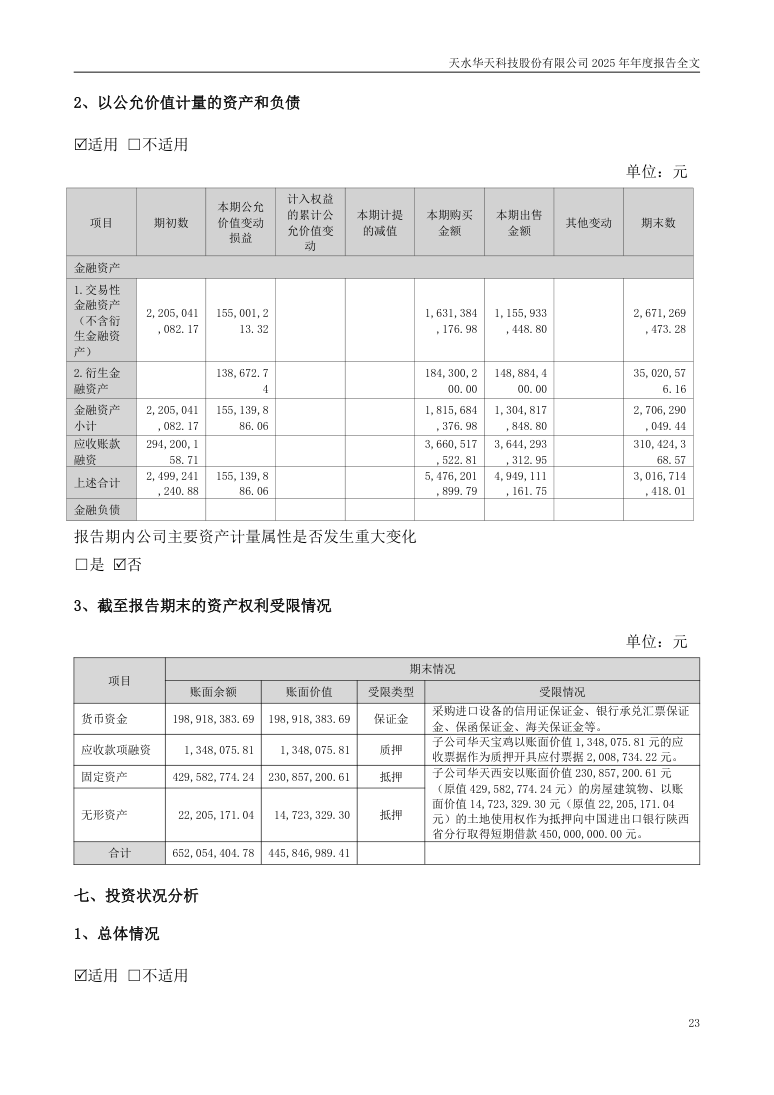 天水华天科技股份有限公司 2025 年年度报告全文
2、以公允价值计量的资产和负债
☑适用 □不适用
单位：元
项目 期初数 本期公允价值变动损益 计入权益的累计公允价值变动 本期计提的减值 本期购买金额 本期出售金额 其他变动 期末数
金融资产
1.交易性金融资产（不含衍生金融资产） 2,205,041,082.17 155,001,213.32 1,631,384,176.98 1,155,933,448.80 2,671,269,473.28
2.衍生金融资产 138,672.74 184,300,200.00 148,884,400.00 35,020,576.16
金融资产小计 2,205,041,082.17 155,139,886.06 1,815,684,376.98 1,304,817,848.80 2,706,290,049.44
应收账款融资 294,200,158.71 3,660,517,522.81 3,644,293,312.95 310,424,368.57
上述合计 2,499,241,240.88 155,139,886.06 5,476,201,899.79 4,949,111,161.75 3,016,714,418.01
金融负债
报告期内公司主要资产计量属性是否发生重大变化
□是 ☑否
3、截至报告期末的资产权利受限情况
单位：元
项目 期末情况
账面余额 账面价值 受限类型 受限情况
货币资金 198,918,383.69 198,918,383.69 保证金 采购进口设备的信用证保证金、银行承兑汇票保证金、保函保证金、海关保证金等。
应收款项融资 1,348,075.81 1,348,075.81 质押 子公司华天宝鸡以账面价值 1,348,075.81 元的应收票据作为质押开具应付票据 2,008,734.22 元。
固定资产 429,582,774.24 230,857,200.61 抵押 子公司华天西安以账面价值 230,857,200.61 元（原值 429,582,774.24 元）的房屋建筑物、以账面价值 14,723,329.30 元（原值 22,205,171.04 元）的土地使用权作为抵押向中国进出口银行陕西省分行取得短期借款 450,000,000.00 元。
无形资产 22,205,171.04 14,723,329.30 抵押
合计 652,054,404.78 445,846,989.41
七、投资状况分析
1、总体情况
☑适用 □不适用
23